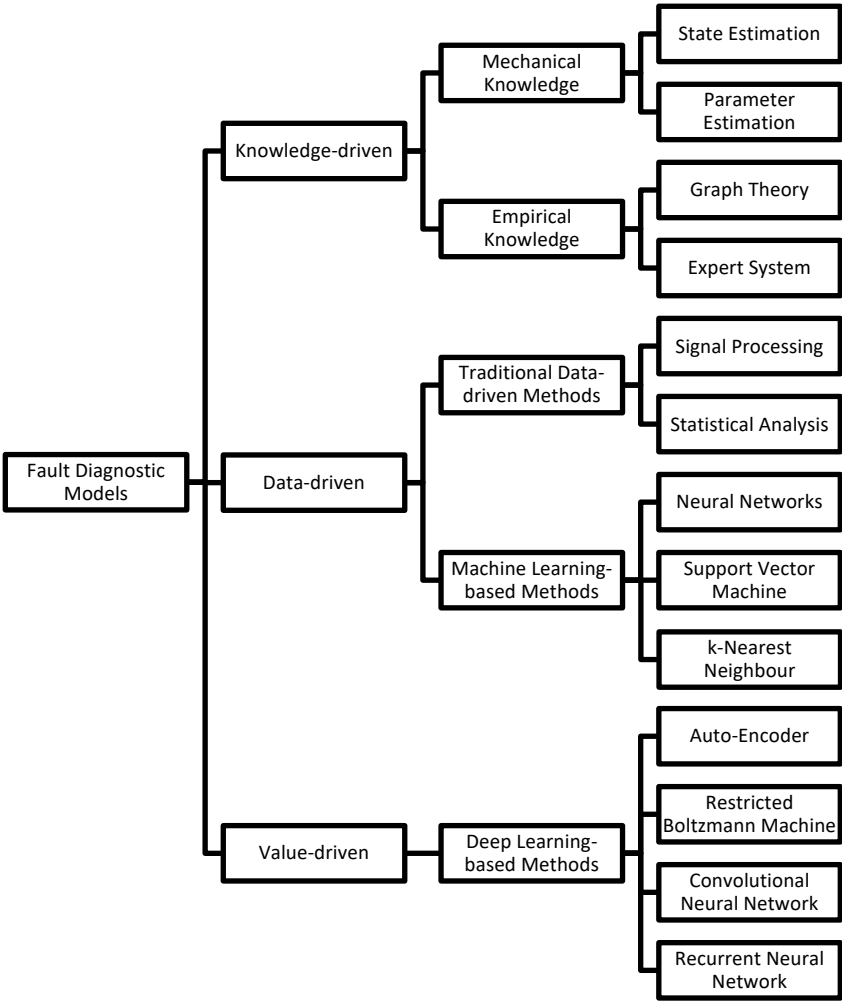 State Estimation
Mechanical
Knowledge
Parameter
Estimation
Knowledge-driven
Graph Theory
Empirical
Knowledge
Expert System
Signal Processing
Traditional Data-
driven Methods
Statistical Analysis
Fault Diagnostic
Models
Data-driven
Neural Networks
Machine Learning-
based Methods
Support Vector
Machine
k-Nearest
Neighbour
Auto-Encoder
Restricted
Boltzmann Machine
Value-driven
Deep Learning-
based Methods
Convolutional
Neural Network
Recurrent Neural
Network